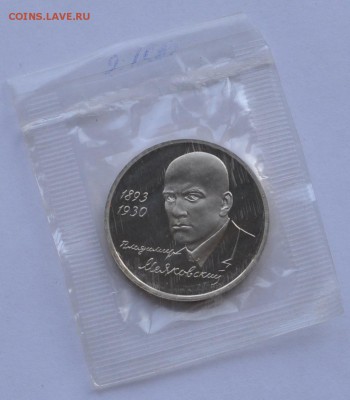 COINS.LAVE.RU
1893
1930
Владимир
Маяковский